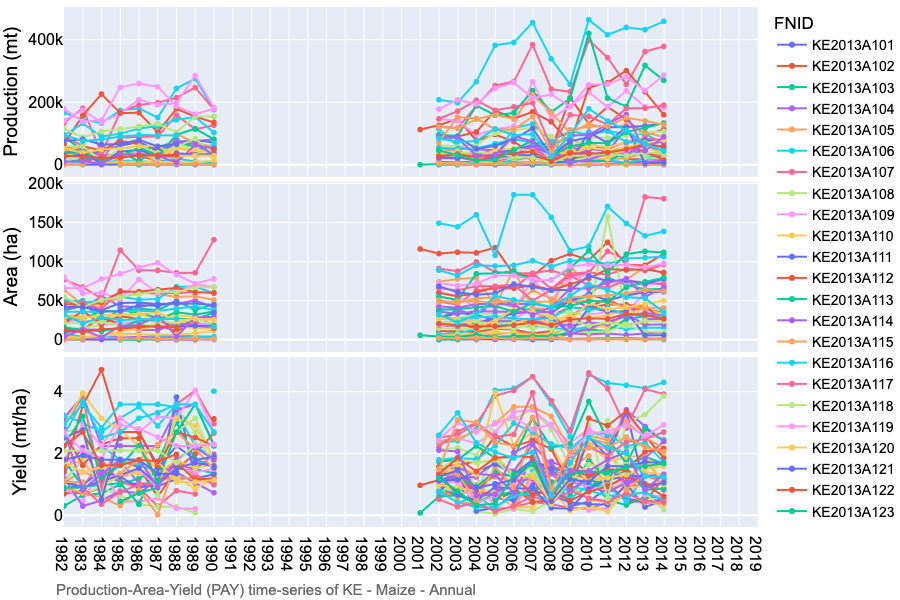 FNID
Production (mt)
400k
200k
0
Area (ha)
200k
150k
100k
50k
0
Yield (mt/ha)
4
2
0
1982
1983
1984
1985
1986
1987
1988
1989
1990
1991
1992
1993
1994
1995
1996
1997
1998
1999
2000
2001
2002
2003
2004
2005
2006
2007
2008
2009
2010
2011
2012
2013
2014
2015
2016
2017
2018
2019
KE2013A101
KE2013A102
KE2013A103
KE2013A104
KE2013A105
KE2013A106
KE2013A107
KE2013A108
KE2013A109
KE2013A110
KE2013A111
KE2013A112
KE2013A113
KE2013A114
KE2013A115
KE2013A116
KE2013A117
KE2013A118
KE2013A119
KE2013A120
KE2013A121
KE2013A122
KE2013A123
Production-Area-Yield (PAY) time-series of KE - Maize - Annual